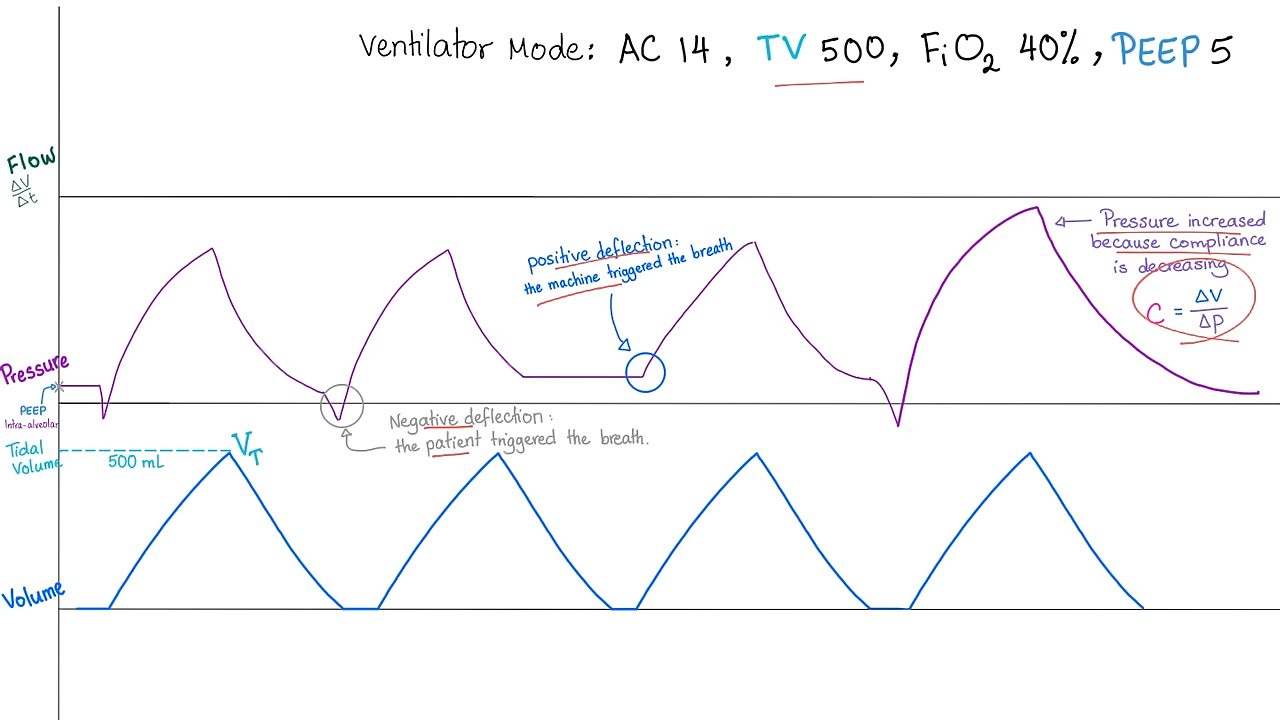 Ventilator Mode: AC 14, TV 500, FiO2 40%, PEEP 5
Flow
ΔV
Δt
Pressure increased
because compliance
is decreasing
C = ΔV
ΔP
positive deflection:
the machine triggered the breath
Pressure
PEEP
Intra-alveolar
Negative deflection:
the patient triggered the breath.
Tidal
Volume
500 mL
VT
Volume